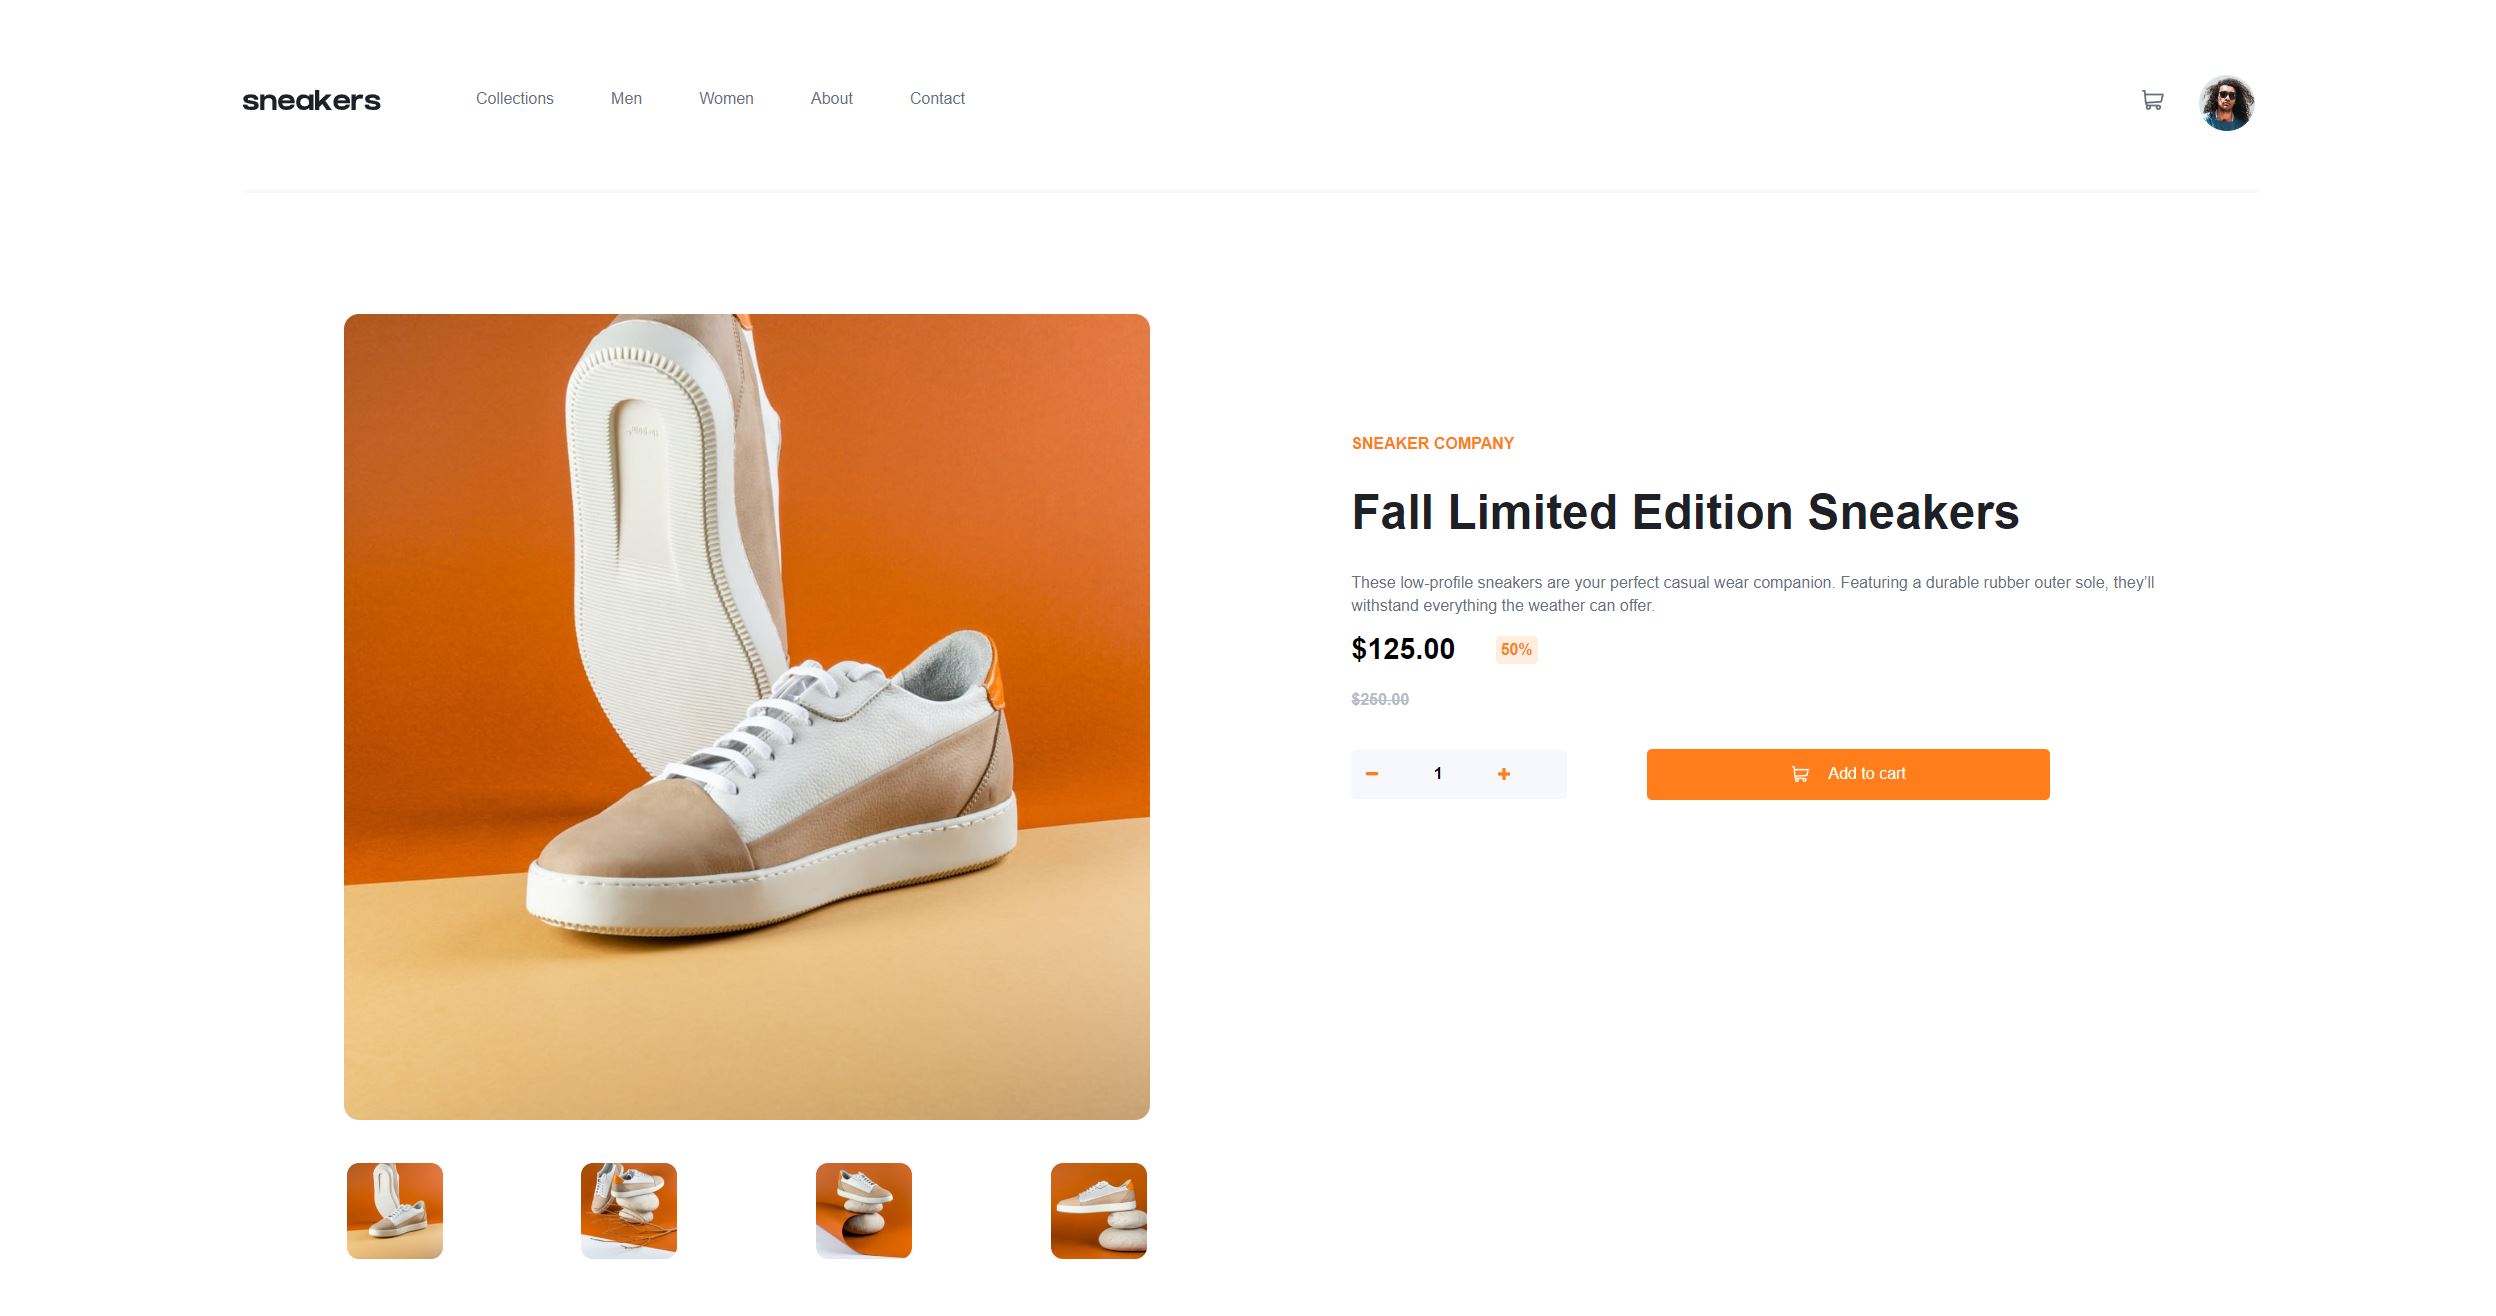 sneakers
Collections Men Women About Contact
SNEAKER COMPANY
Fall Limited Edition Sneakers
These low-profile sneakers are your perfect casual wear companion. Featuring a durable rubber outer sole, they’ll
withstand everything the weather can offer.
$125.00 50%
$250.00
1
Add to cart